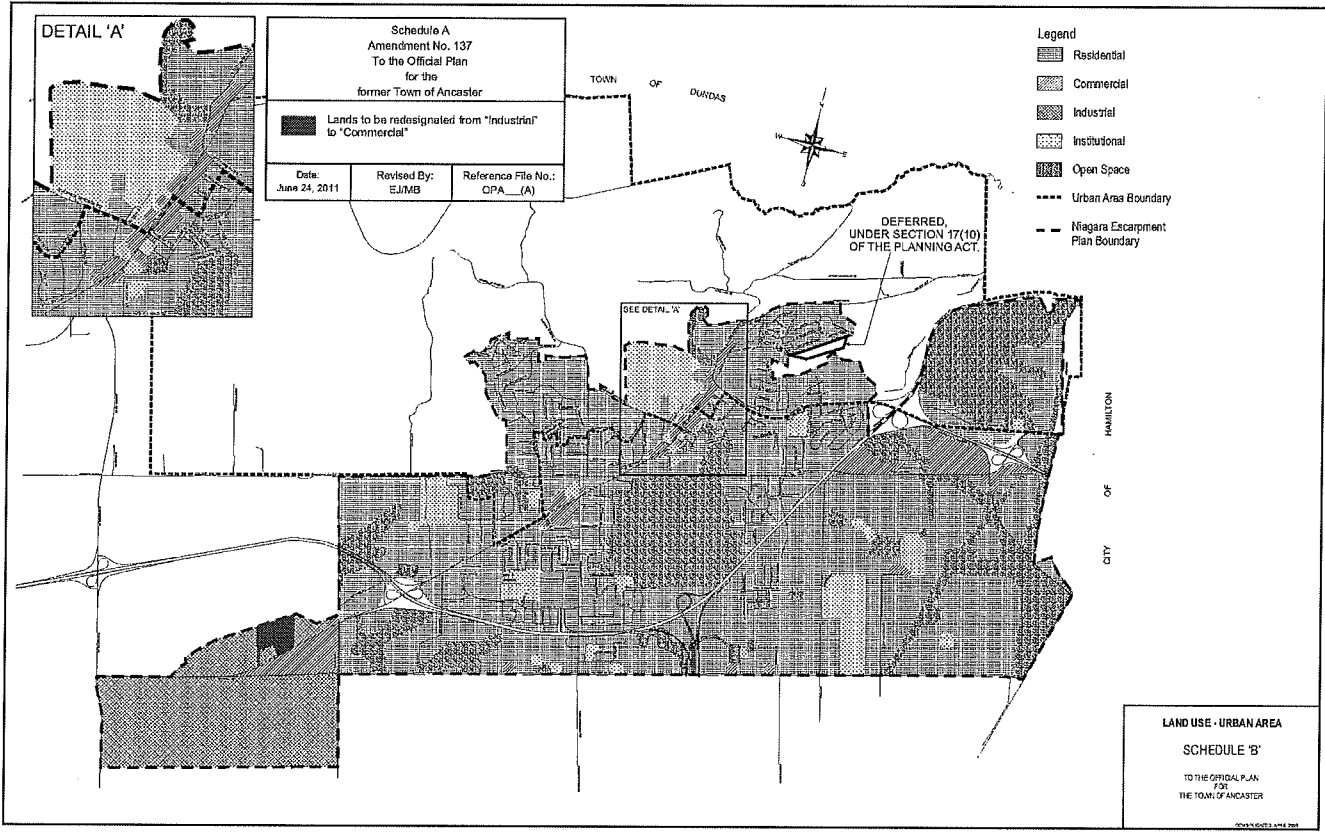 DETAIL 'A'
Schedule A
Amendment No. 137
To the Official Plan
for the
former Town of Ancaster
Lands to be redesignated from "Industrial"
to "Commercial"
Date:
June 24, 2011
Revised By:
EJ/MB
Reference File No.:
OPA___(A)
TOWN OF DUNDAS
N
W
E
S
Legend
Residential
Commercial
Industrial
Institutional
Open Space
Urban Area Boundary
Niagara Escarpment
Plan Boundary
DEFERRED,
UNDER SECTION 17(10)
OF THE PLANNING ACT.
SEE DETAIL 'A'
CITY OF HAMILTON
LAND USE - URBAN AREA
SCHEDULE 'B'
TO THE OFFICIAL PLAN
FOR
THE TOWN OF ANCASTER